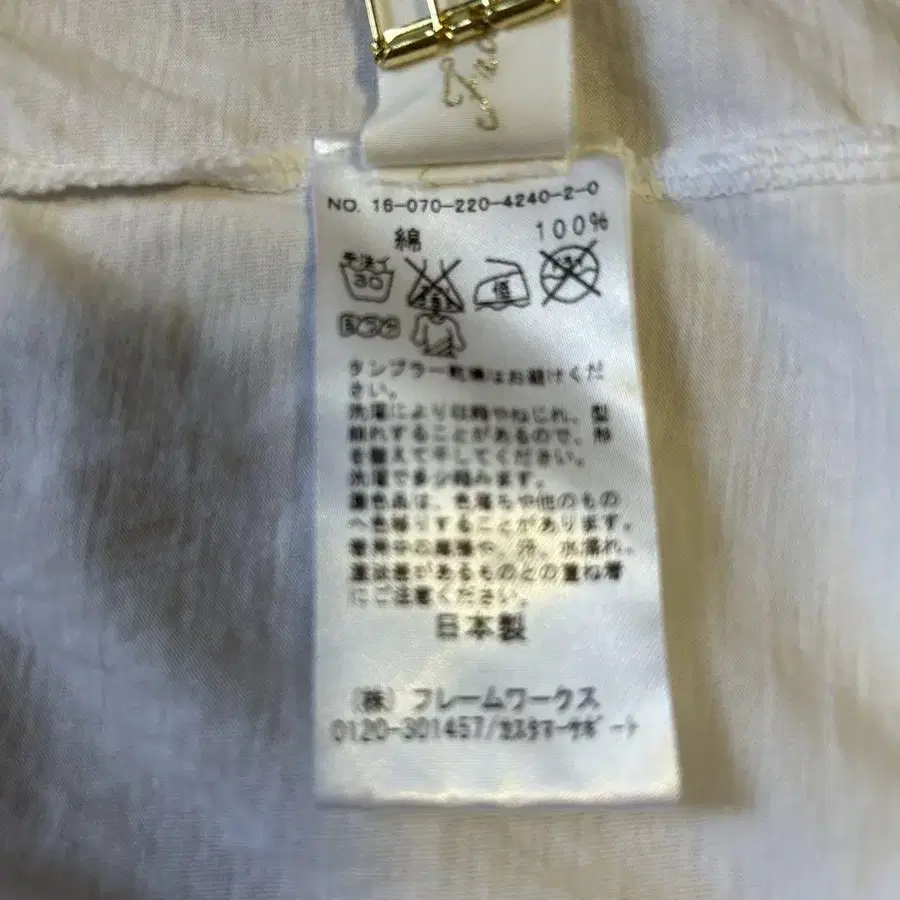 NO. 16-070-220-4240-2-0
綿 100%
手洗イ
30
低
タンブラー乾燥はお避けくだ
さい。
洗濯により斜行やねじれ、型
崩れすることがあるので、形
を整えて干してください。
洗濯で多少縮みます。
濃色品は、色落ちや他のもの
へ色移りすることがあります。
着用中の摩擦や、汗、水濡れ、
濃淡差があるものとの重ね着
にご注意ください。
日本製
(株) フレームワークス
0120-301457/カスタマーサポート